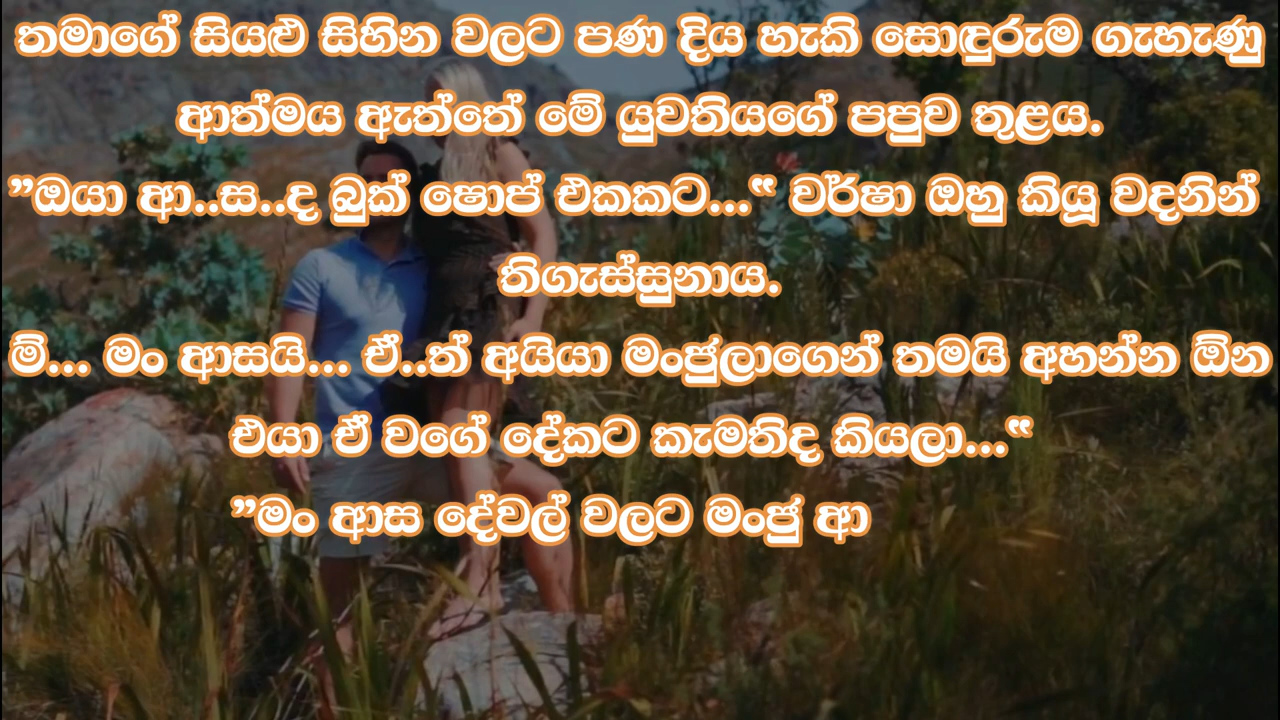 තමාගේ සියළු සිහින වලට පණ දිය හැකි සොඳුරුම ගැහැණු
ආත්මය ඇත්තේ මේ යුවතියගේ පපුව තුළය.
”ඔයා ආ..ස..ද බුක් ෂොප් එකකට...‟ වර්ෂා ඔහු කියූ වදනින්
තිගැස්සුනාය.
ම්... මං ආසයි... ඒ..ත් අයියා මංජුලාගෙන් තමයි අහන්න ඕන
එයා ඒ වගේ දේකට කැමතිද කියලා...‟
”මං ආස දේවල් වලට මංජු ආ